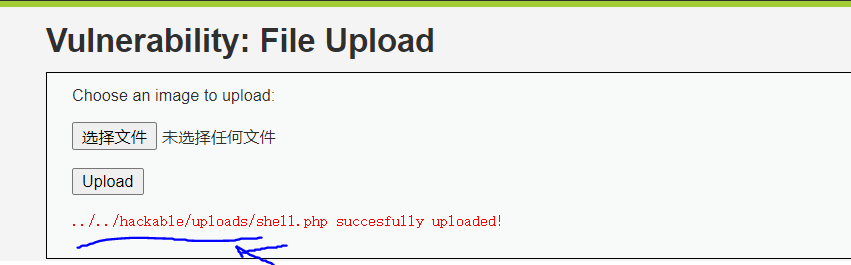 Vulnerability: File Upload
Choose an image to upload:
选择文件 未选择任何文件
Upload
../../hackable/uploads/shell.php succesfully uploaded!